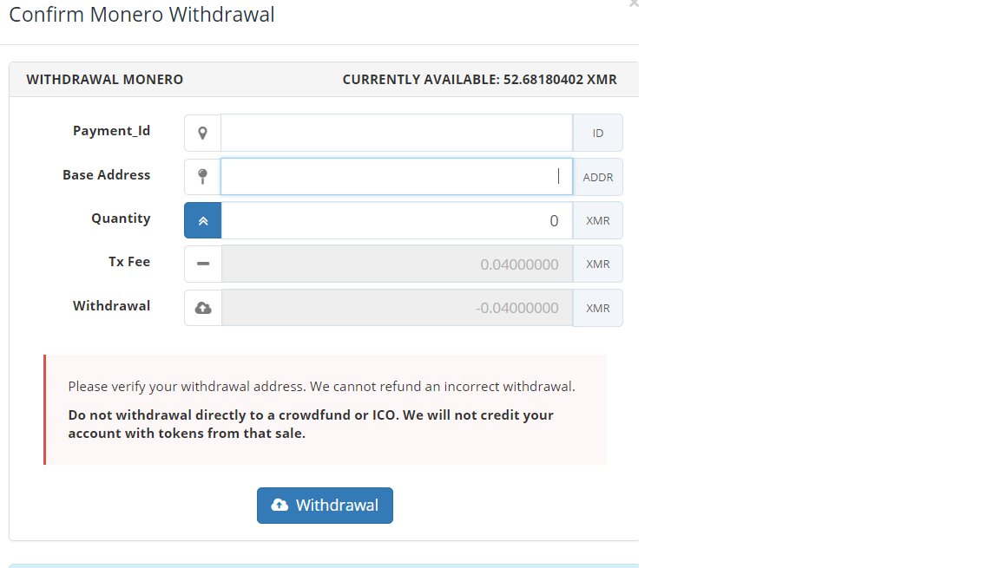 Confirm Monero Withdrawal
×
WITHDRAWAL MONERO CURRENTLY AVAILABLE: 52.68180402 XMR
Payment_Id ID
Base Address ADDR
Quantity 0 XMR
Tx Fee 0.04000000 XMR
Withdrawal -0.04000000 XMR
Please verify your withdrawal address. We cannot refund an incorrect withdrawal.
Do not withdrawal directly to a crowdfund or ICO. We will not credit your
account with tokens from that sale.
Withdrawal